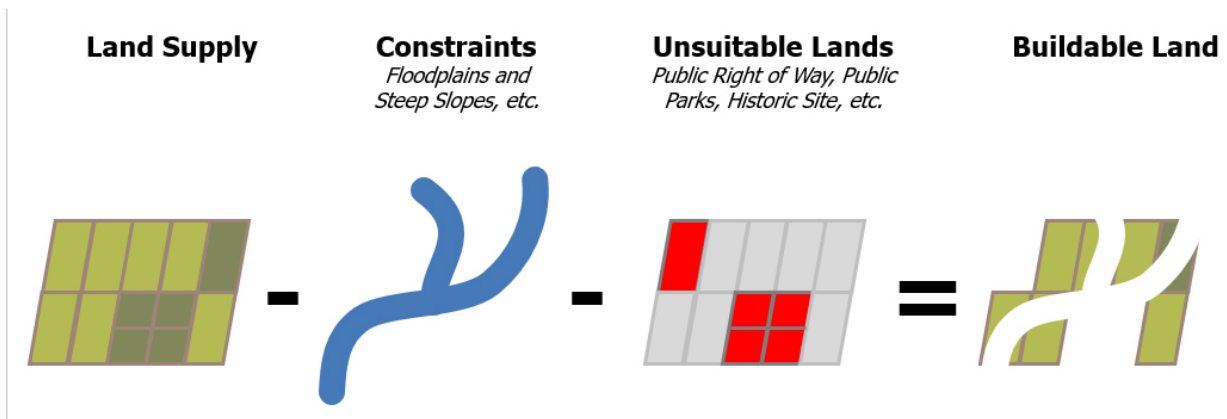 Land Supply
Constraints
Floodplains and
Steep Slopes, etc.
Unsuitable Lands
Public Right of Way, Public
Parks, Historic Site, etc.
Buildable Land